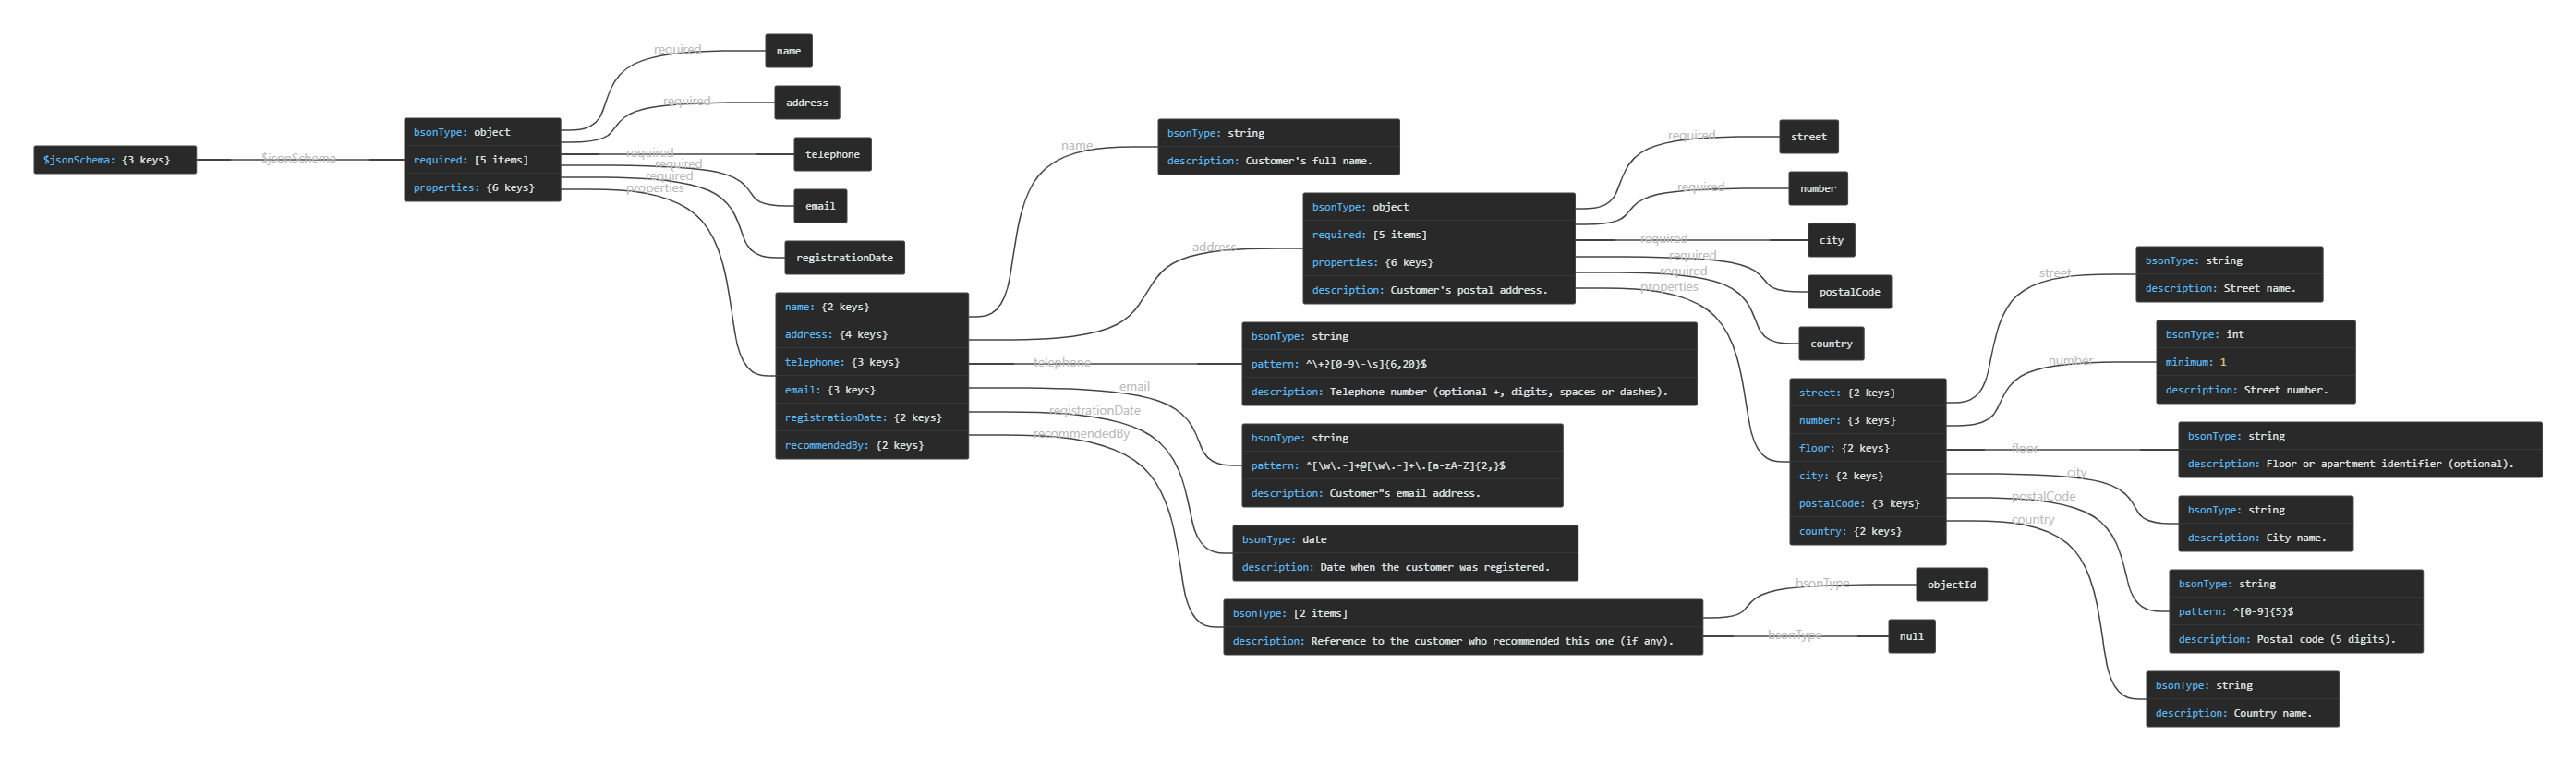 $jsonSchema: {3 keys}
$jsonSchema
bsonType: object
required: [5 items]
properties: {6 keys}
required
required
required
required
required
properties
name
address
telephone
email
registrationDate
name: {2 keys}
address: {4 keys}
telephone: {3 keys}
email: {3 keys}
registrationDate: {2 keys}
recommendedBy: {2 keys}
name
address
telephone
email
registrationDate
recommendedBy
bsonType: string
description: Customer's full name.
bsonType: object
required: [5 items]
properties: {6 keys}
description: Customer's postal address.
bsonType: string
pattern: ^\+?[0-9\-\s]{6,20}$
description: Telephone number (optional +, digits, spaces or dashes).
bsonType: string
pattern: ^[\w\.-]+@[\w\.-]+\.[a-zA-Z]{2,}$
description: Customer"s email address.
bsonType: date
description: Date when the customer was registered.
bsonType: [2 items]
description: Reference to the customer who recommended this one (if any).
required
required
required
required
required
properties
street
number
city
postalCode
country
bsonType
bsonType
objectId
null
street: {2 keys}
number: {3 keys}
floor: {2 keys}
city: {2 keys}
postalCode: {3 keys}
country: {2 keys}
street
number
floor
city
postalCode
country
bsonType: string
description: Street name.
bsonType: int
minimum: 1
description: Street number.
bsonType: string
description: Floor or apartment identifier (optional).
bsonType: string
description: City name.
bsonType: string
pattern: ^[0-9]{5}$
description: Postal code (5 digits).
bsonType: string
description: Country name.